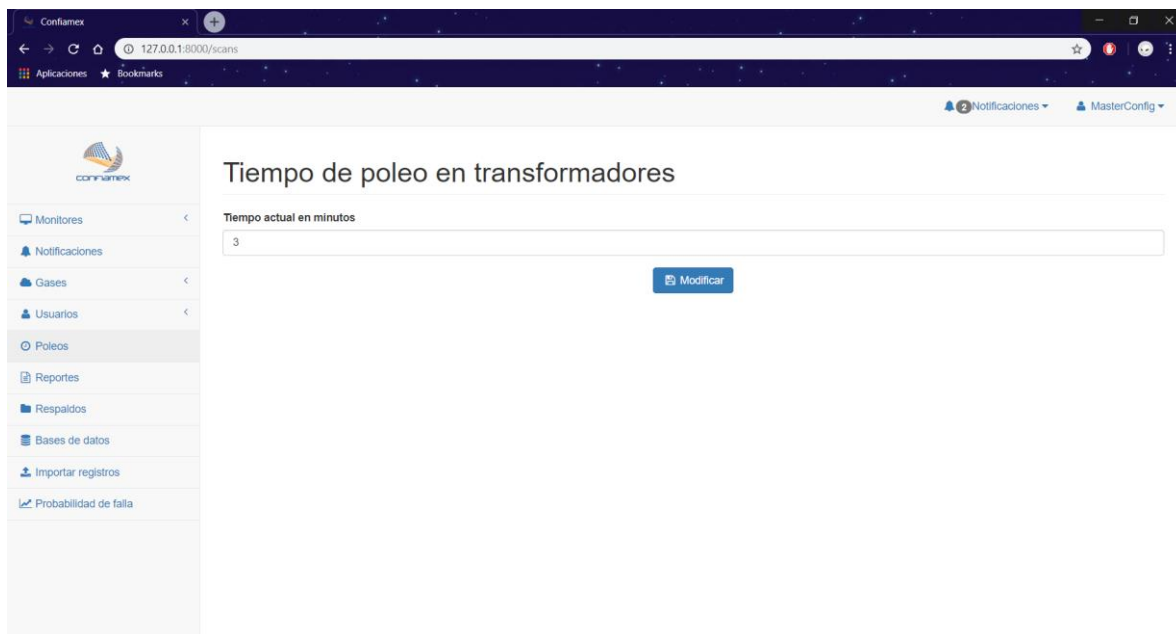 Confiamex
127.0.0.1:8000/scans
Aplicaciones Bookmarks
2 Notificaciones MasterConfig
confiamex
Tiempo de poleo en transformadores
Monitores
Notificaciones
Gases
Usuarios
Poleos
Reportes
Respaldos
Bases de datos
Importar registros
Probabilidad de falla
Tiempo actual en minutos
3
Modificar